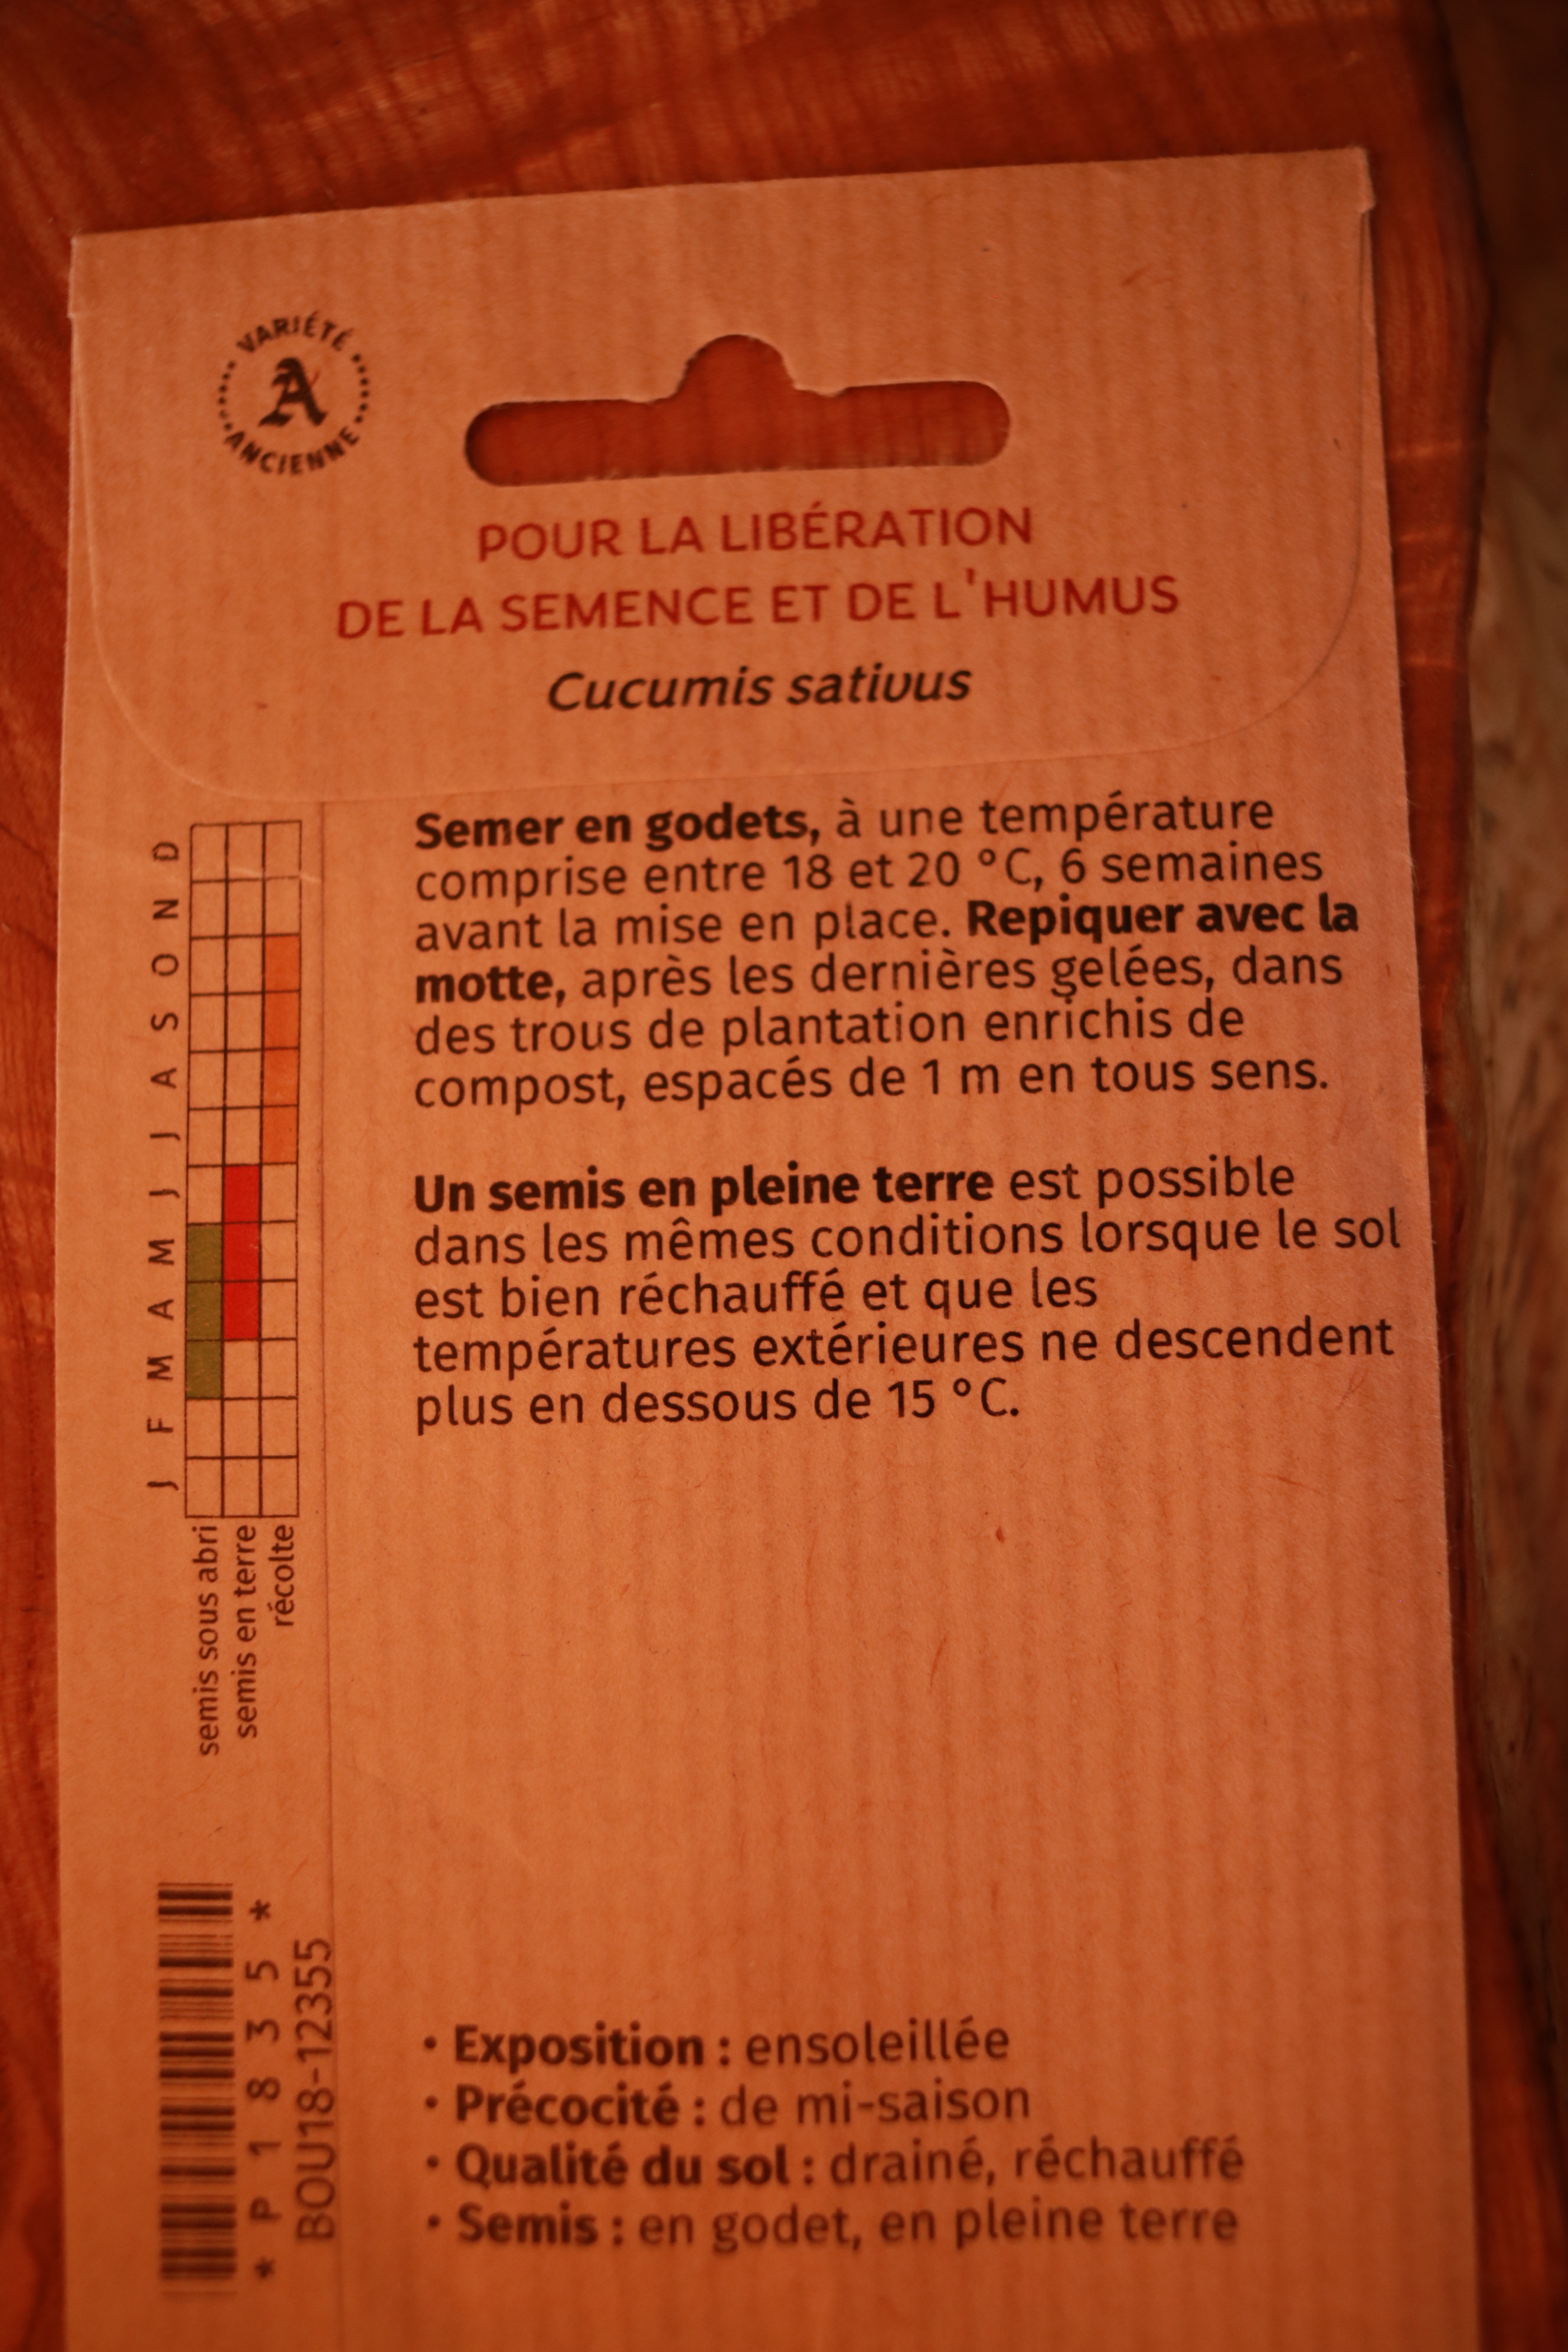 VARIÉTÉ
A
ANCIENNE
POUR LA LIBÉRATION
DE LA SEMENCE ET DE L'HUMUS
Cucumis sativus
Semer en godets, à une température
comprise entre 18 et 20 °C, 6 semaines
avant la mise en place. Repiquer avec la
motte, après les dernières gelées, dans
des trous de plantation enrichis de
compost, espacés de 1 m en tous sens.
Un semis en pleine terre est possible
dans les mêmes conditions lorsque le sol
est bien réchauffé et que les
températures extérieures ne descendent
plus en dessous de 15 °C.
J F M A M J J A S O N D
semis sous abri
semis en terre
récolte
* P 1 8 3 5 *
BOU18-12355
• Exposition : ensoleillée
• Précocité : de mi-saison
• Qualité du sol : drainé, réchauffé
• Semis : en godet, en pleine terre